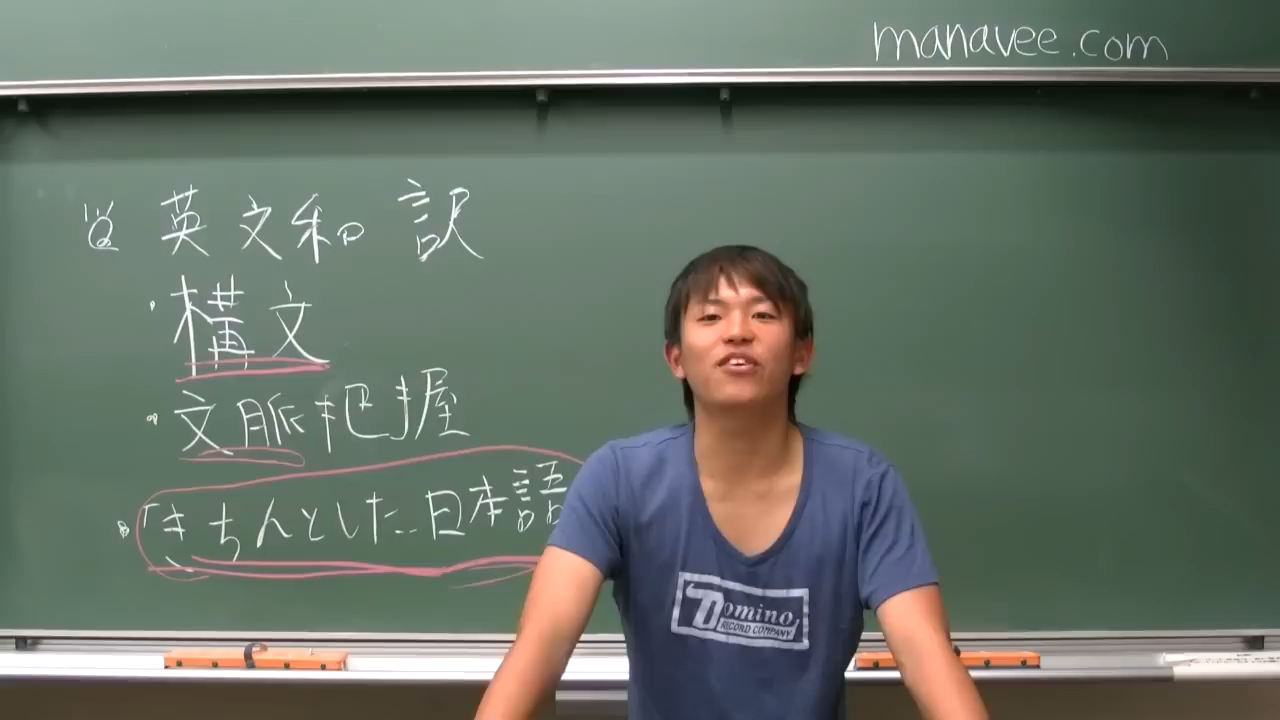 manavee.com
英文和訳
・構文
・文脈把握
・「きちんとした日本語
Domino
RECORD COMPANY